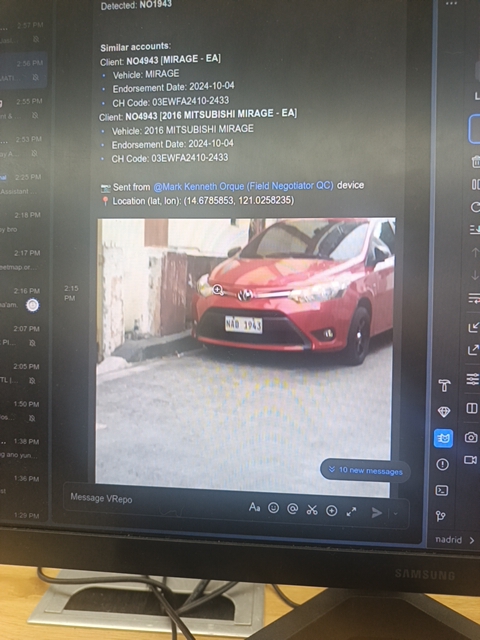 Detected: NO1943
Similar accounts:
Client: NO4943 [MIRAGE - EA]
• Vehicle: MIRAGE
• Endorsement Date: 2024-10-04
• CH Code: 03EWFA2410-2433
Client: NO4943 [2016 MITSUBISHI MIRAGE - EA]
• Vehicle: 2016 MITSUBISHI MIRAGE
• Endorsement Date: 2024-10-04
• CH Code: 03EWFA2410-2433
📷 Sent from @Mark Kenneth Orque (Field Negotiator QC) device
📍 Location (lat, lon): (14.6785853, 121.0258235)
2:15 PM
NAD 1943
10 new messages
Message VRepo
Aa
2:57 PM
2:56 PM
2:55 PM
2:53 PM
2:25 PM
Assistant
2:18 PM
2:17 PM
2:16 PM
2:07 PM
2:05 PM
1:50 PM
1:38 PM
1:36 PM
1:29 PM
nadrid
SAMSUNG